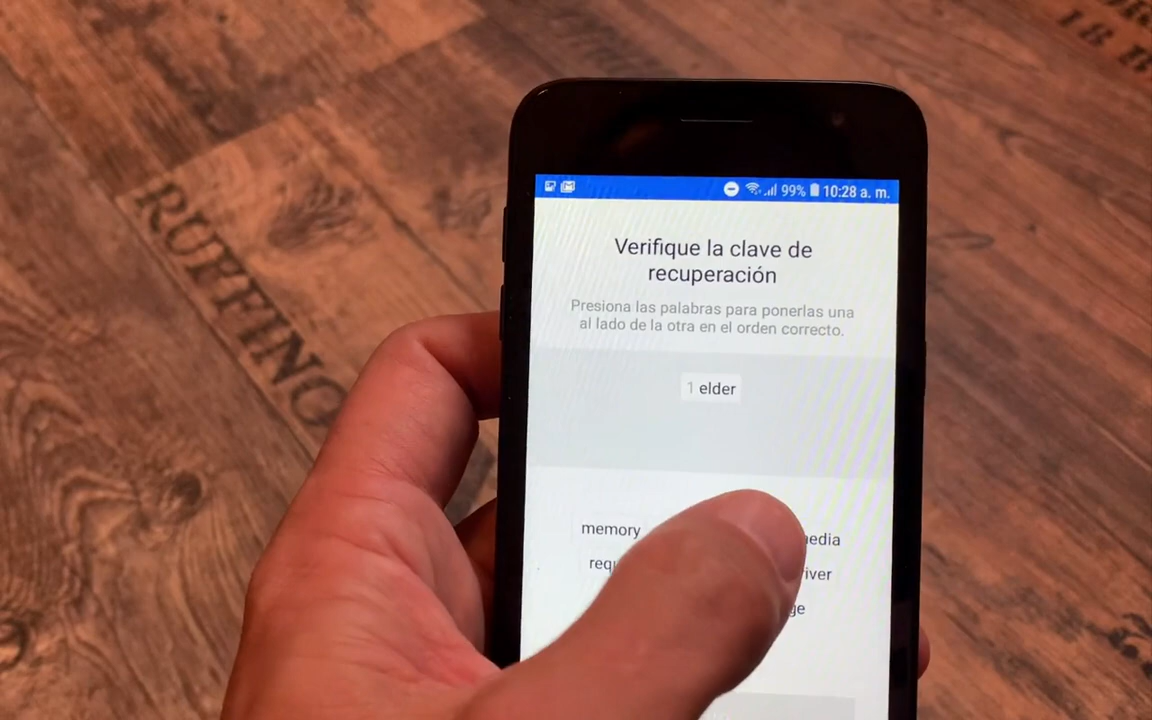 18 B
RUFFINO
99% 10:28 a. m.
Verifique la clave de
recuperación
Presiona las palabras para ponerlas una
al lado de la otra en el orden correcto.
1 elder
memory